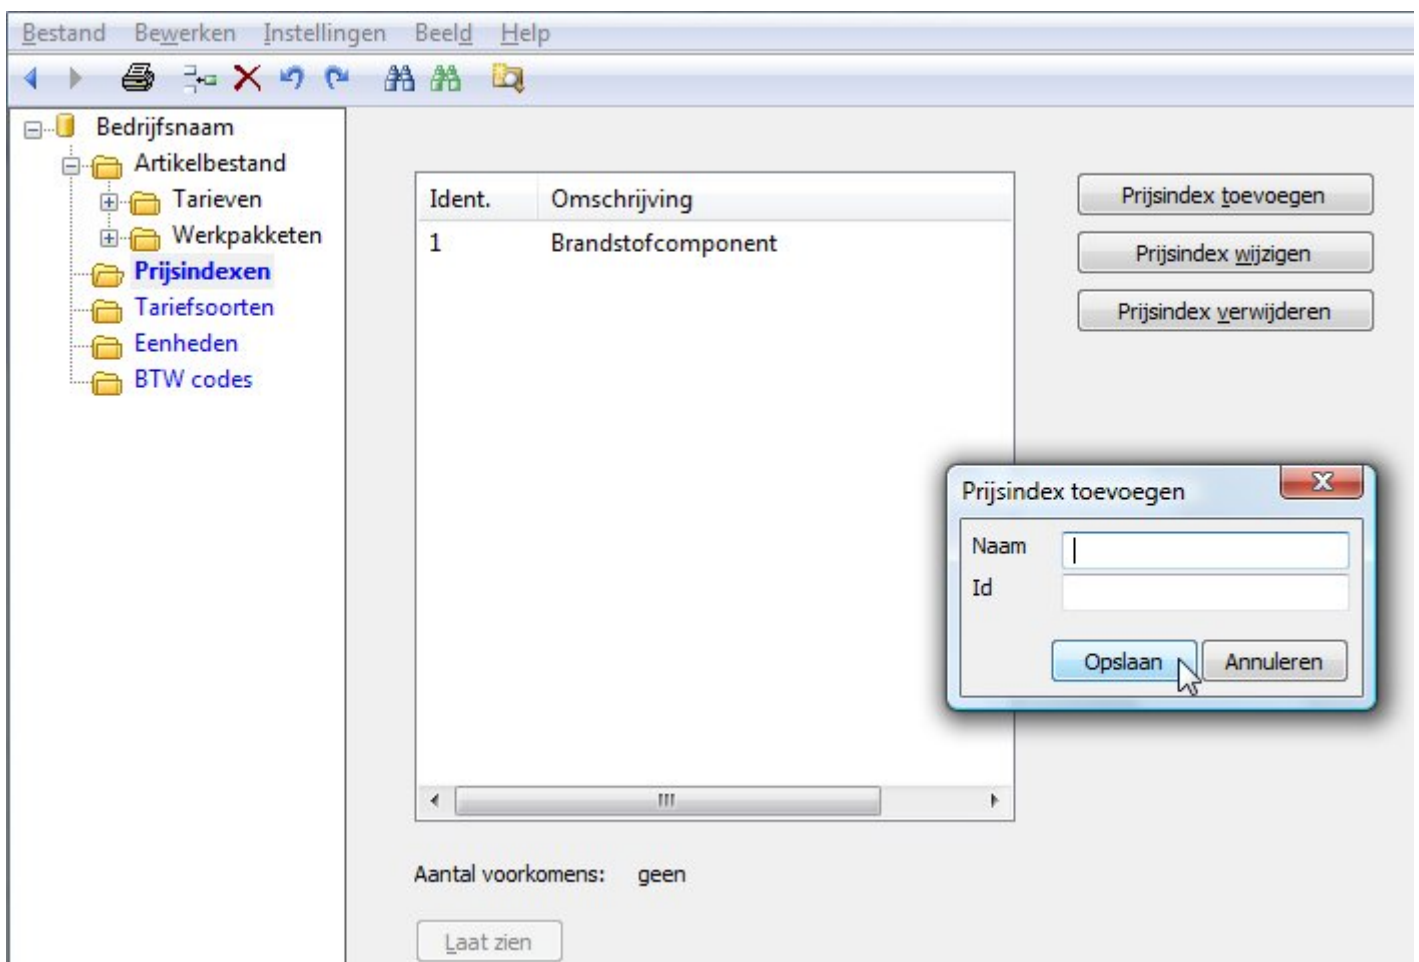 Bestand Bewerken Instellingen Beeld Help
Bedrijfsnaam
Artikelbestand
Tarieven
Werkpakketen
Prijsindexen
Tariefsoorten
Eenheden
BTW codes
Ident. Omschrijving
1 Brandstofcomponent
Prijsindex toevoegen
Prijsindex wijzigen
Prijsindex verwijderen
Prijsindex toevoegen
Naam
Id
Opslaan Annuleren
Aantal voorkomens: geen
Laat zien